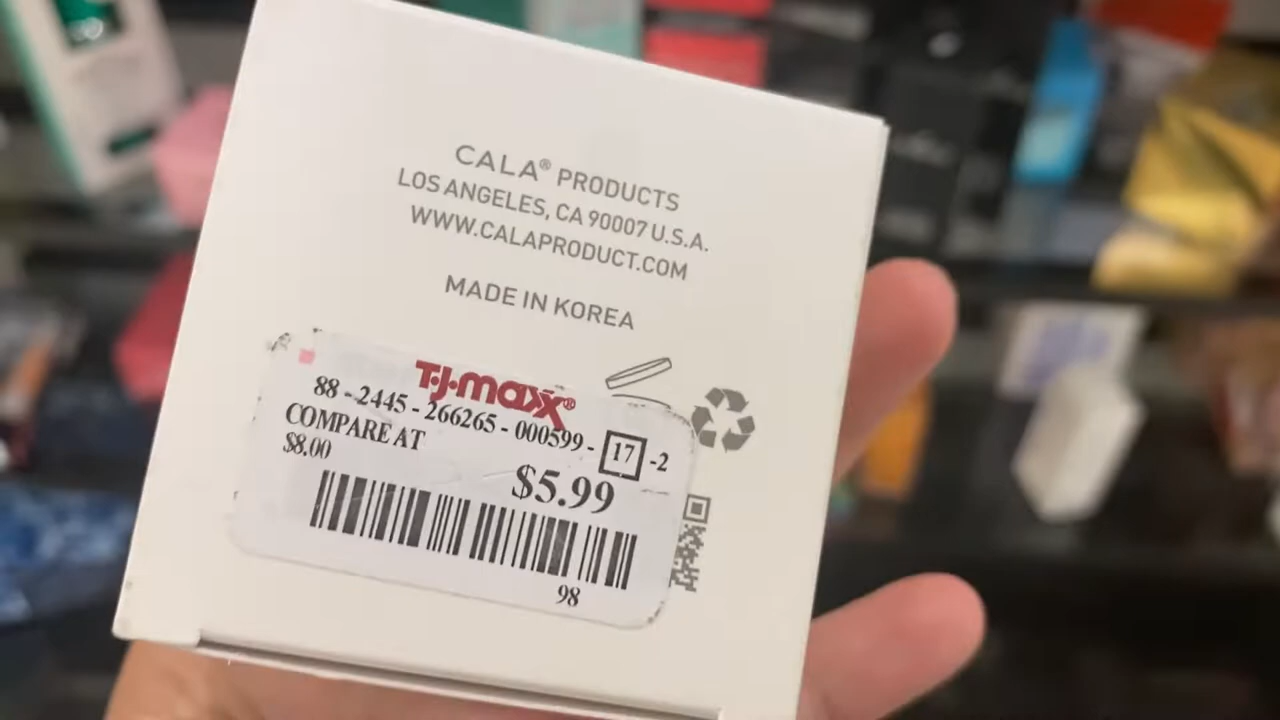 CALA® PRODUCTS
LOS ANGELES, CA 90007 U.S.A.
WWW.CALAPRODUCT.COM
MADE IN KOREA
T·J·maxx®
88 - 2445 - 266265 - 000599 - 17 -2
COMPARE AT
$8.00
$5.99
98